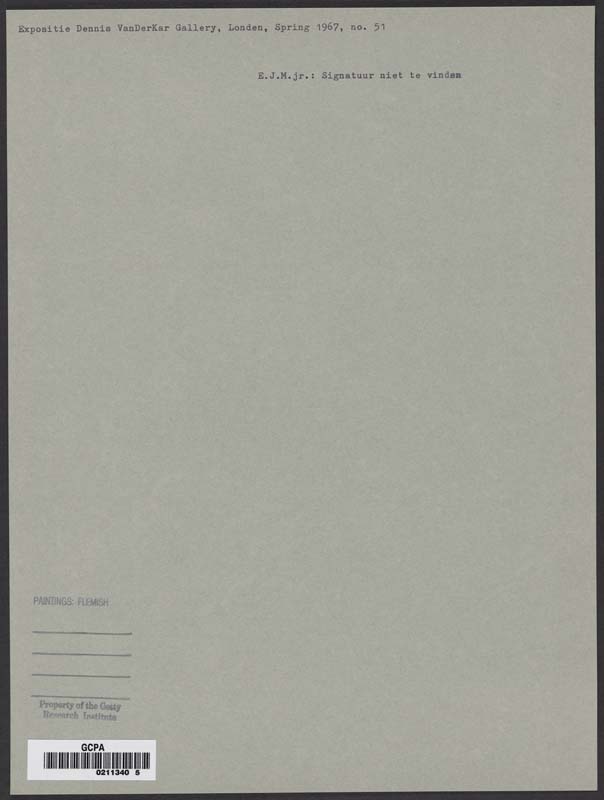 Expositie Dennis VanDerKar Gallery, Londen, Spring 1967, no. 51
E.J.M.jr.: Signatuur niet te vinden
PAINTINGS: FLEMISH
Property of the Getty
Research Institute
GCPA
0211340 5